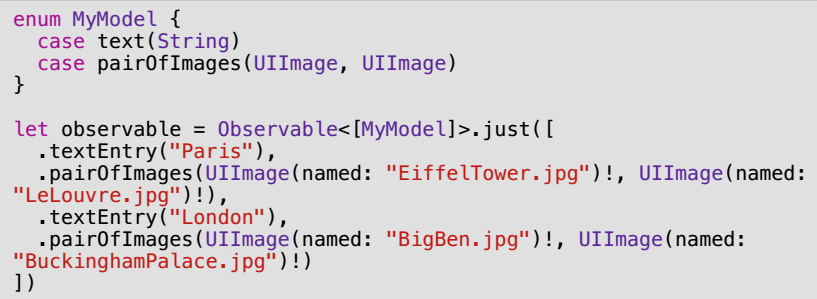 enum MyModel {
  case text(String)
  case pairOfImages(UIImage, UIImage)
}

let observable = Observable<[MyModel]>.just([
  .textEntry("Paris"),
  .pairOfImages(UIImage(named: "EiffelTower.jpg")!, UIImage(named:
"LeLouvre.jpg")!),
  .textEntry("London"),
  .pairOfImages(UIImage(named: "BigBen.jpg")!, UIImage(named:
"BuckinghamPalace.jpg")!)
])